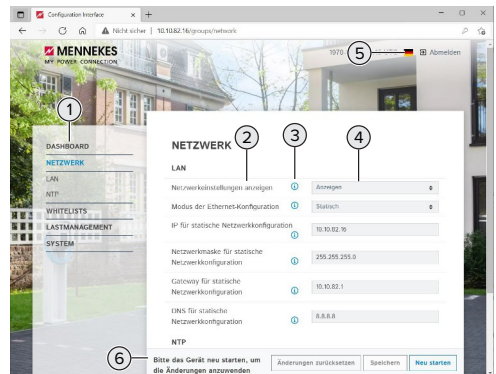 Configuration Interface
Nicht sicher | 10.10.82.16/groups/network
MENNEKES
MY POWER CONNECTION
1970
Abmelden
5
1
2
3
4
DASHBOARD
NETZWERK
LAN
NTP
WHITELISTS
LASTMANAGEMENT
SYSTEM
NETZWERK
LAN
Netzwerkeinstellungen anzeigen
Anzeigen
Modus der Ethernet-Konfiguration
Statisch
IP für statische Netzwerkkonfiguration
10.10.82.16
Netzwerkmaske für statische
Netzwerkkonfiguration
255.255.255.0
Gateway für statische
Netzwerkkonfiguration
10.10.82.1
DNS für statische
Netzwerkkonfiguration
8.8.8.8
NTP
6
Bitte das Gerät neu starten, um
die Änderungen anzuwenden
Änderungen zurücksetzen
Speichern
Neu starten